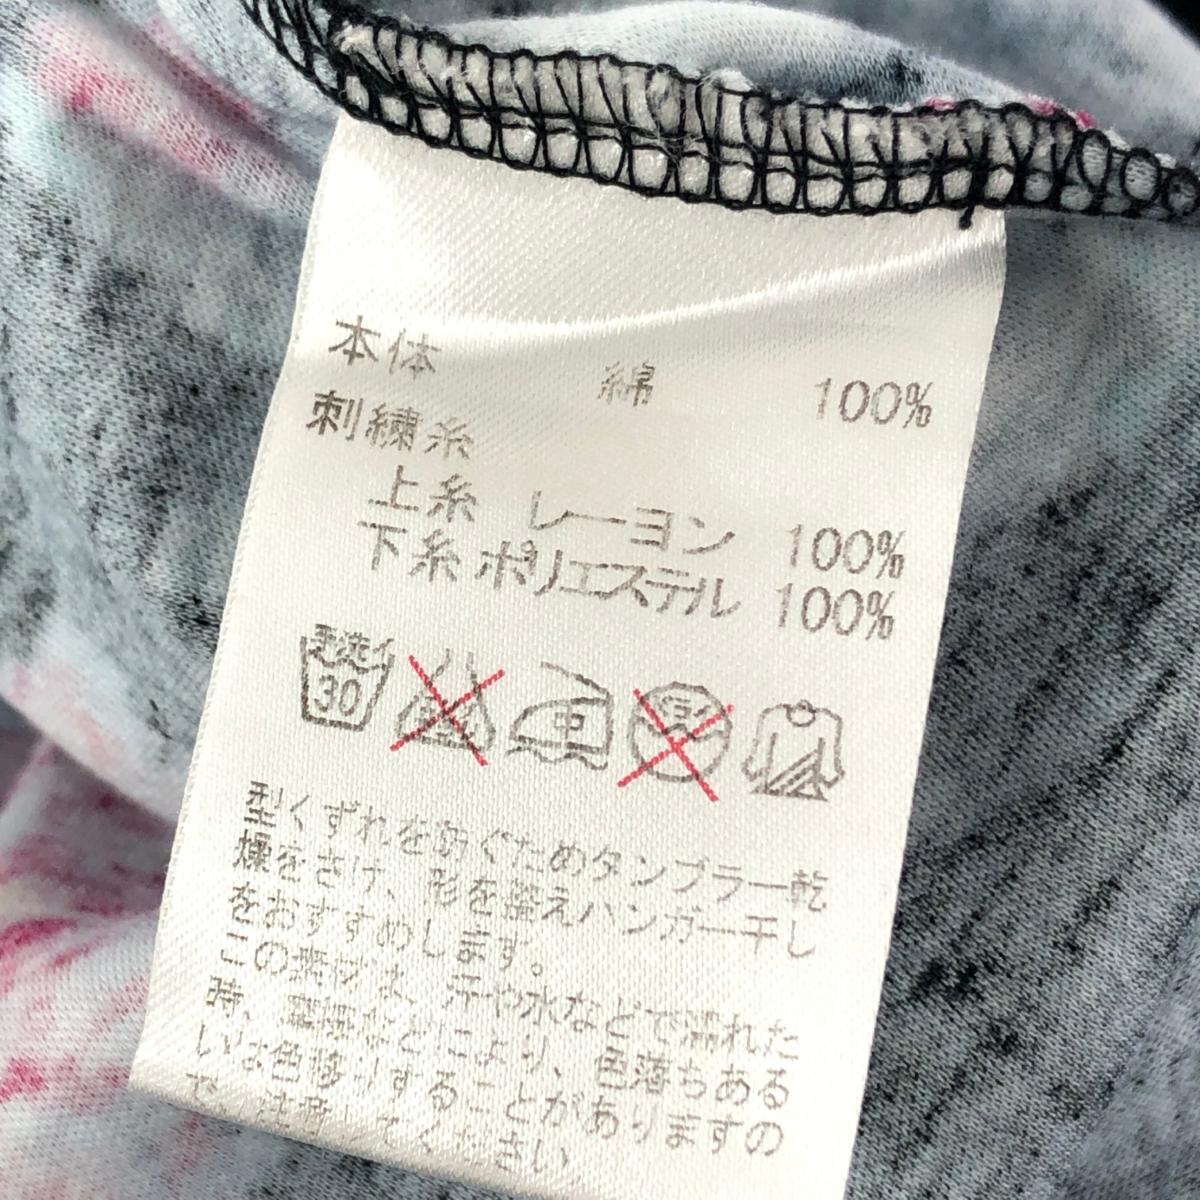 本体 綿 100%
刺繍糸
上糸 レーヨン 100%
下糸 ポリエステル 100%
手洗イ 30 中
型くずれを防ぐためタンブラー乾
燥をさけ、形を整えハンガー干し
をおすすめします。
この素材は、汗や水などで濡れた
時、摩擦などにより、色落ちある
いは色移りすることがありますの
で 注意してください